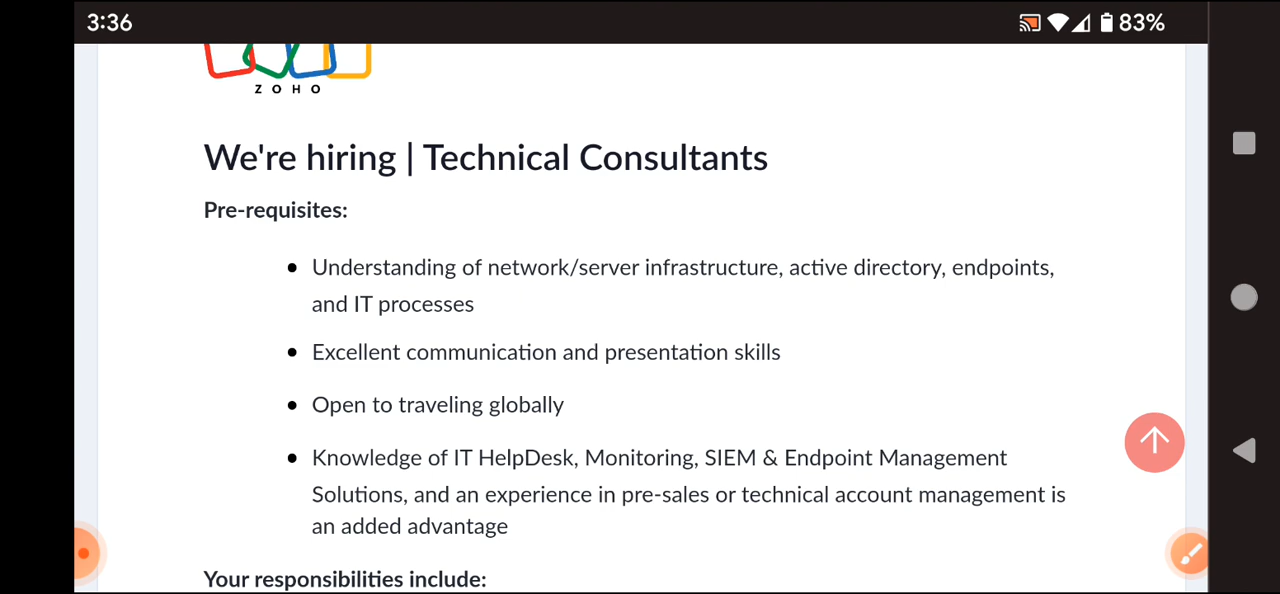 3:36
83%
ZOHO
We're hiring | Technical Consultants
Pre-requisites:
• Understanding of network/server infrastructure, active directory, endpoints,
and IT processes
• Excellent communication and presentation skills
• Open to traveling globally
• Knowledge of IT HelpDesk, Monitoring, SIEM & Endpoint Management
Solutions, and an experience in pre-sales or technical account management is
an added advantage
Your responsibilities include: